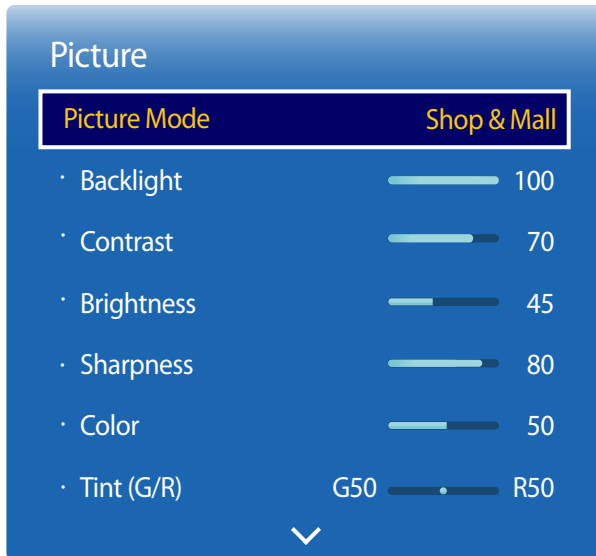 Picture
Picture Mode Shop & Mall
· Backlight 100
· Contrast 70
· Brightness 45
· Sharpness 80
· Color 50
· Tint (G/R) G50 R50